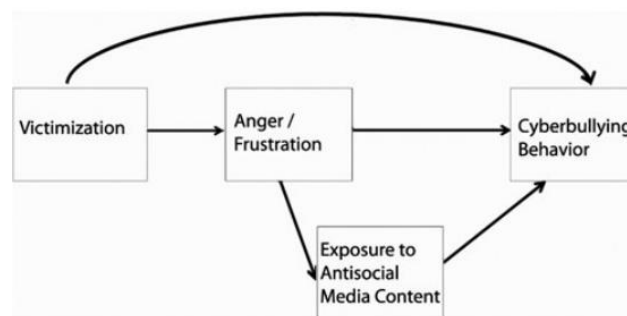 Victimization
Anger /
Frustration
Cyberbullying
Behavior
Exposure to
Antisocial
Media Content